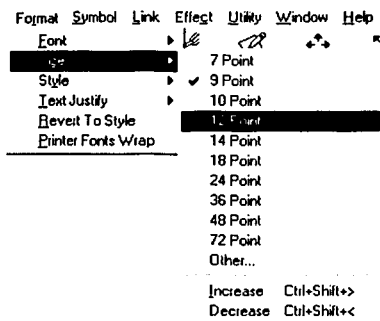 Format Symbol Link Effect Utility Window Help
Font
Style
Text Justify
Revert To Style
Printer Fonts Wrap
7 Point
9 Point
10 Point
12 Point
14 Point
18 Point
24 Point
36 Point
48 Point
72 Point
Other...
Increase Ctrl+Shift+>
Decrease Ctrl+Shift+<